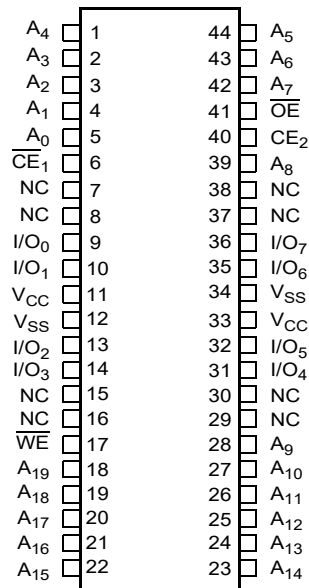 A4 1 44 A5
A3 2 43 A6
A2 3 42 A7
A1 4 41 OE
A0 5 40 CE2
CE1 6 39 A8
NC 7 38 NC
NC 8 37 NC
I/O0 9 36 I/O7
I/O1 10 35 I/O6
VCC 11 34 VSS
VSS 12 33 VCC
I/O2 13 32 I/O5
I/O3 14 31 I/O4
NC 15 30 NC
NC 16 29 NC
WE 17 28 A9
A19 18 27 A10
A18 19 26 A11
A17 20 25 A12
A16 21 24 A13
A15 22 23 A14